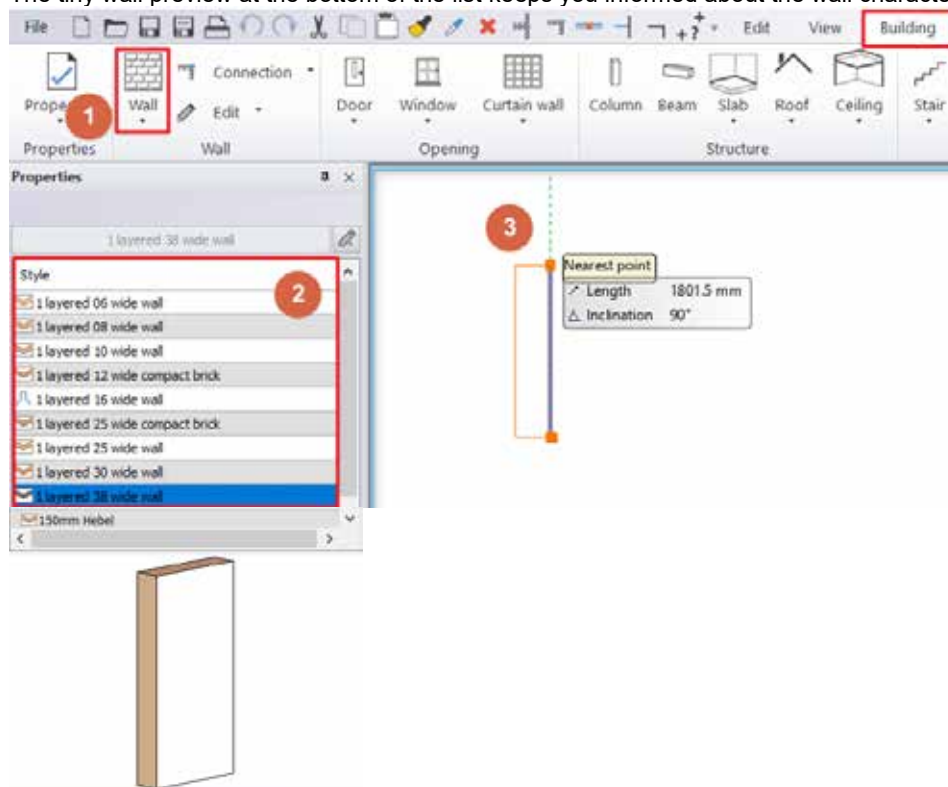 The tiny wall preview at the bottom of the list keeps you informed about the wall
File Edit View Building
Wall Connection Door Window Curtain wall Column Beam Slab Roof Ceiling Stair
1 Edit
Properties Wall Opening Structure
Properties
1 layered 38 wide wall
3
Style
2
Nearest point
Length 1801.5 mm
Inclination 90°
1 layered 06 wide wall
1 layered 08 wide wall
1 layered 10 wide wall
1 layered 12 wide compact brick
1 layered 16 wide wall
1 layered 25 wide compact brick
1 layered 25 wide wall
1 layered 30 wide wall
1 layered 38 wide wall
150mm Hebel